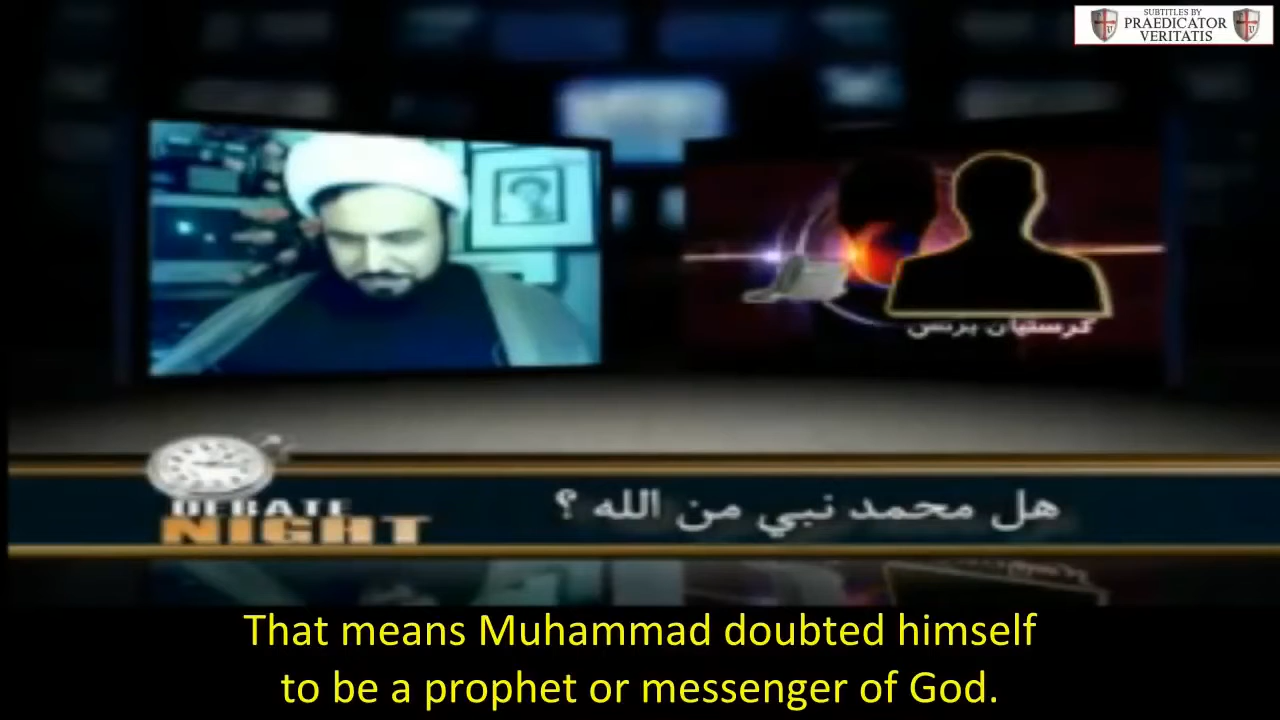 SUBTITLES BY
PRAEDICATOR
VERITATIS
كرستيان برنس
DEBATE
NIGHT
هل محمد نبي من الله ؟
That means Muhammad doubted himself
to be a prophet or messenger of God.